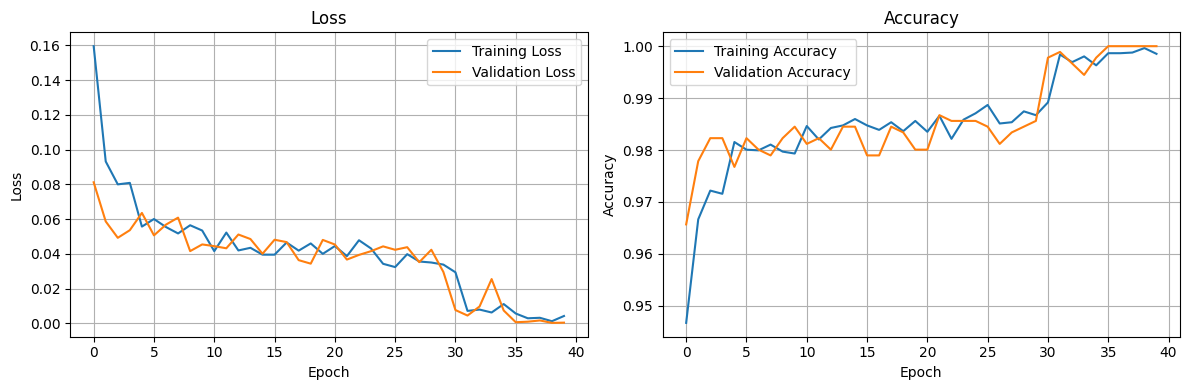 Loss
Training Loss
Validation Loss
Loss
0.16
0.14
0.12
0.10
0.08
0.06
0.04
0.02
0.00
0 5 10 15 20 25 30 35 40
Epoch
Accuracy
Training Accuracy
Validation Accuracy
Accuracy
1.00
0.99
0.98
0.97
0.96
0.95
0 5 10 15 20 25 30 35 40
Epoch